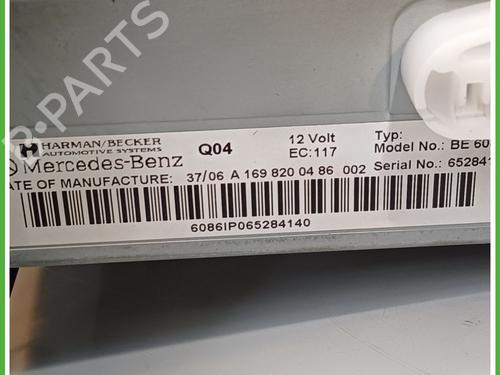 B-PARTS
HARMAN/BECKER Q04 12 Volt Typ:
AUTOMOTIVE SYSTEMS EC:117 Model No.: BE 60
Mercedes-Benz Serial No.: 65284
ATE OF MANUFACTURE: 37/06 A 169 820 04 86 002
6086IP065284140